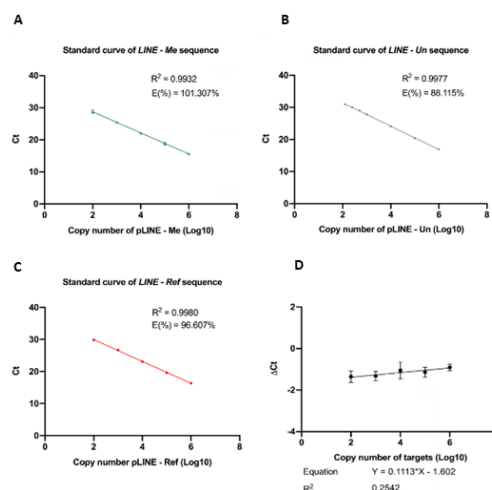 A
Standard curve of LINE - Me sequence
R² = 0.9932
E(%) = 101.307%
40
30
20
10
0
Ct
0 2 4 6 8
Copy number of pLINE - Me (Log10)
B
Standard curve of LINE - Un sequence
R² = 0.9977
E(%) = 88.115%
40
30
20
10
0
Ct
0 2 4 6 8
Copy number of pLINE - Un (Log10)
C
Standard curve of LINE - Ref sequence
R² = 0.9980
E(%) = 96.607%
40
30
20
10
0
Ct
0 2 4 6 8
Copy number pLINE - Ref (Log10)
D
2
0
-2
-4
ΔCt
0 2 4 6
Copy number of targets (Log10)
Equation Y = 0.1113*X - 1.602
R² 0.2542